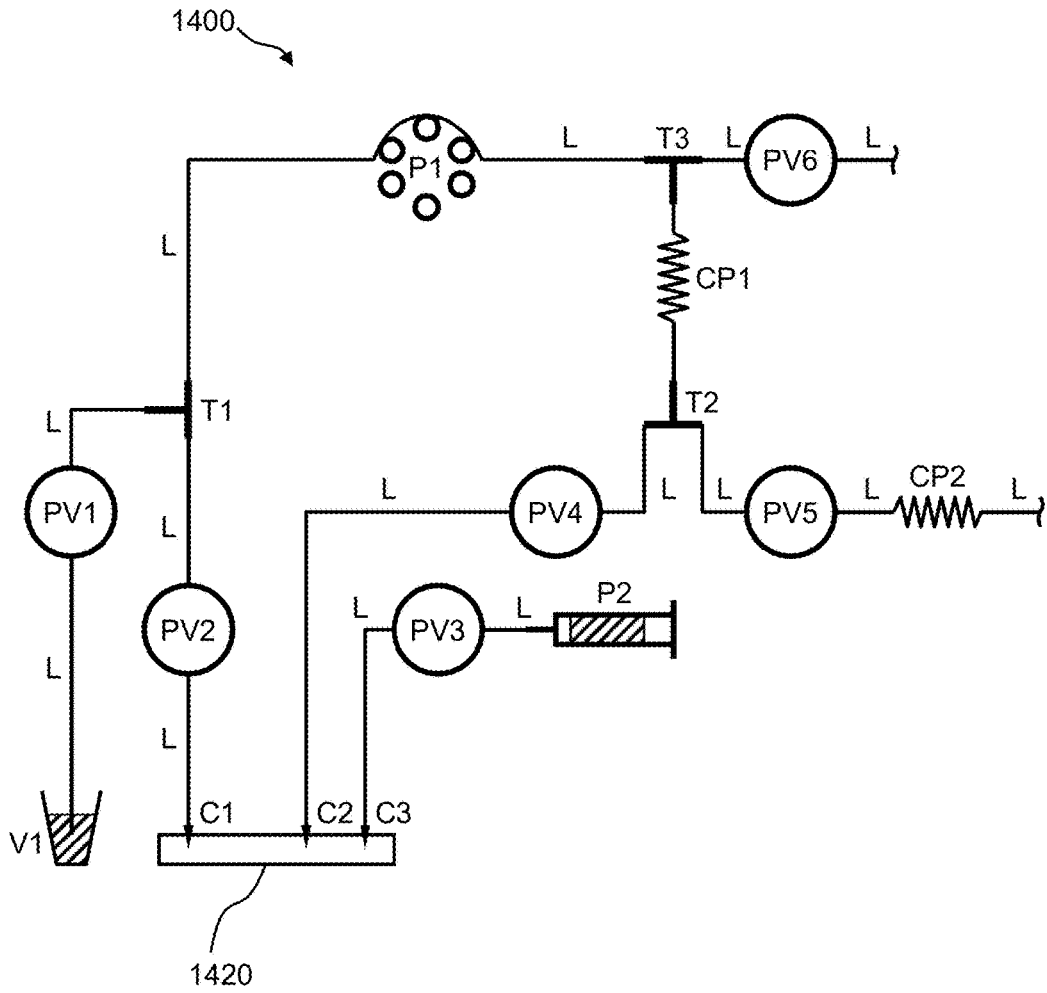 1400
L T3 L L
P1 PV6
L
CP1
T1 T2
L
L L L L CP2 L
PV1 PV4 PV5
L
L L P2
PV2 PV3
L
L
C1 C2 C3
V1
1420